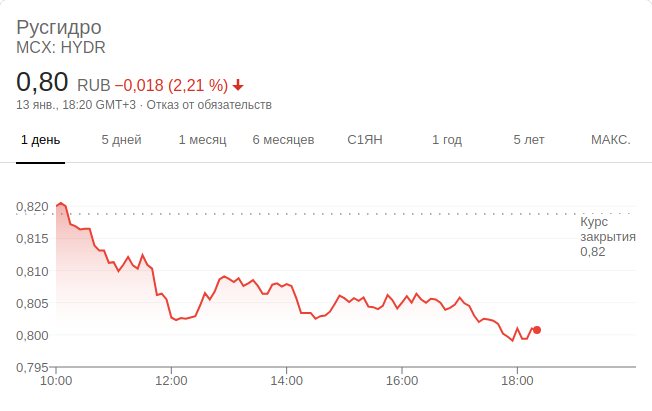 Русгидро
MCX: HYDR
0,80 RUB −0,018 (2,21 %)
13 янв., 18:20 GMT+3 · Отказ от обязательств
1 день 5 дней 1 месяц 6 месяцев С1ЯН 1 год 5 лет МАКС.
0,820
Курс
закрытия
0,82
0,815
0,810
0,805
0,800
0,795
10:00 12:00 14:00 16:00 18:00